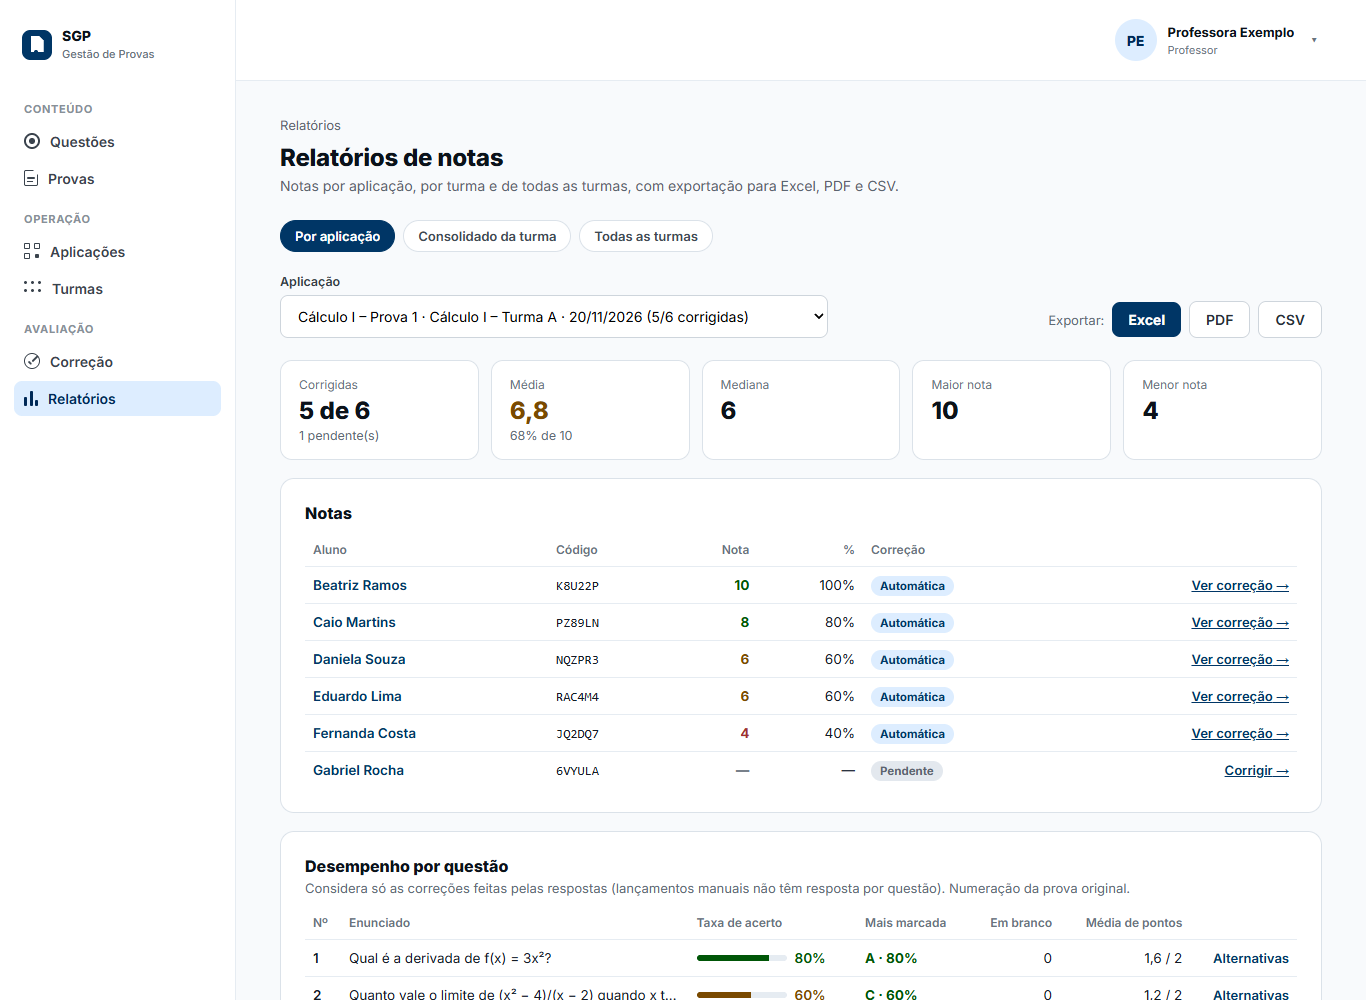 SGP
Gestão de Provas
PE
Professora Exemplo
Professor
CONTEÚDO
Questões
Provas
OPERAÇÃO
Aplicações
Turmas
AVALIAÇÃO
Correção
Relatórios
Relatórios
Relatórios de notas
Notas por aplicação, por turma e de todas as turmas, com exportação para Excel, PDF e CSV.
Por aplicação Consolidado da turma Todas as turmas
Aplicação
Cálculo I – Prova 1 · Cálculo I – Turma A · 20/11/2026 (5/6 corrigidas)
Exportar: Excel PDF CSV
Corrigidas
5 de 6
1 pendente(s)
Média
6,8
68% de 10
Mediana
6
Maior nota
10
Menor nota
4
Notas
Aluno Código Nota % Correção
Beatriz Ramos K8U22P 10 100% Automática Ver correção →
Caio Martins PZ89LN 8 80% Automática Ver correção →
Daniela Souza NQZPR3 6 60% Automática Ver correção →
Eduardo Lima RAC4M4 6 60% Automática Ver correção →
Fernanda Costa JQ2DQ7 4 40% Automática Ver correção →
Gabriel Rocha 6VYULA — — Pendente Corrigir →
Desempenho por questão
Considera só as correções feitas pelas respostas (lançamentos manuais não têm resposta por questão). Numeração da prova original.
Nº Enunciado Taxa de acerto Mais marcada Em branco Média de pontos
1 Qual é a derivada de f(x) = 3x²? 80% A · 80% 0 1,6 / 2 Alternativas
2 Quanto vale o limite de (x² − 4)/(x − 2) quando x t... 60% C · 60% 0 1,2 / 2 Alternativas